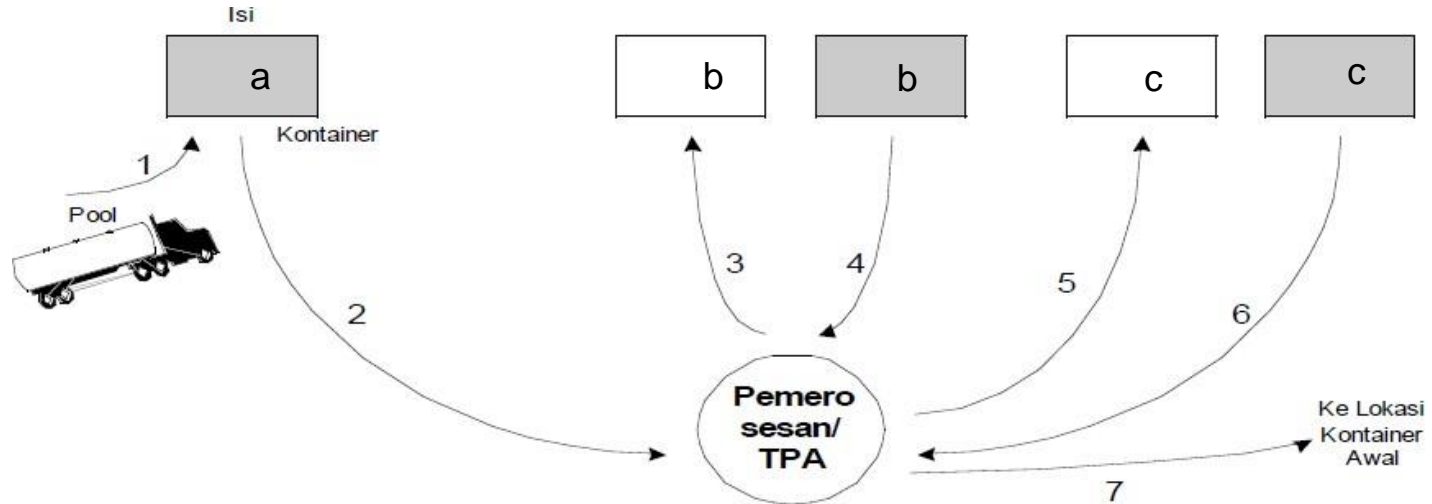 Isi
a
b
b
c
c
Kontainer
1
Pool
2
3
4
5
6
Pemero
sesan/
TPA
Ke Lokasi
Kontainer
Awal
7